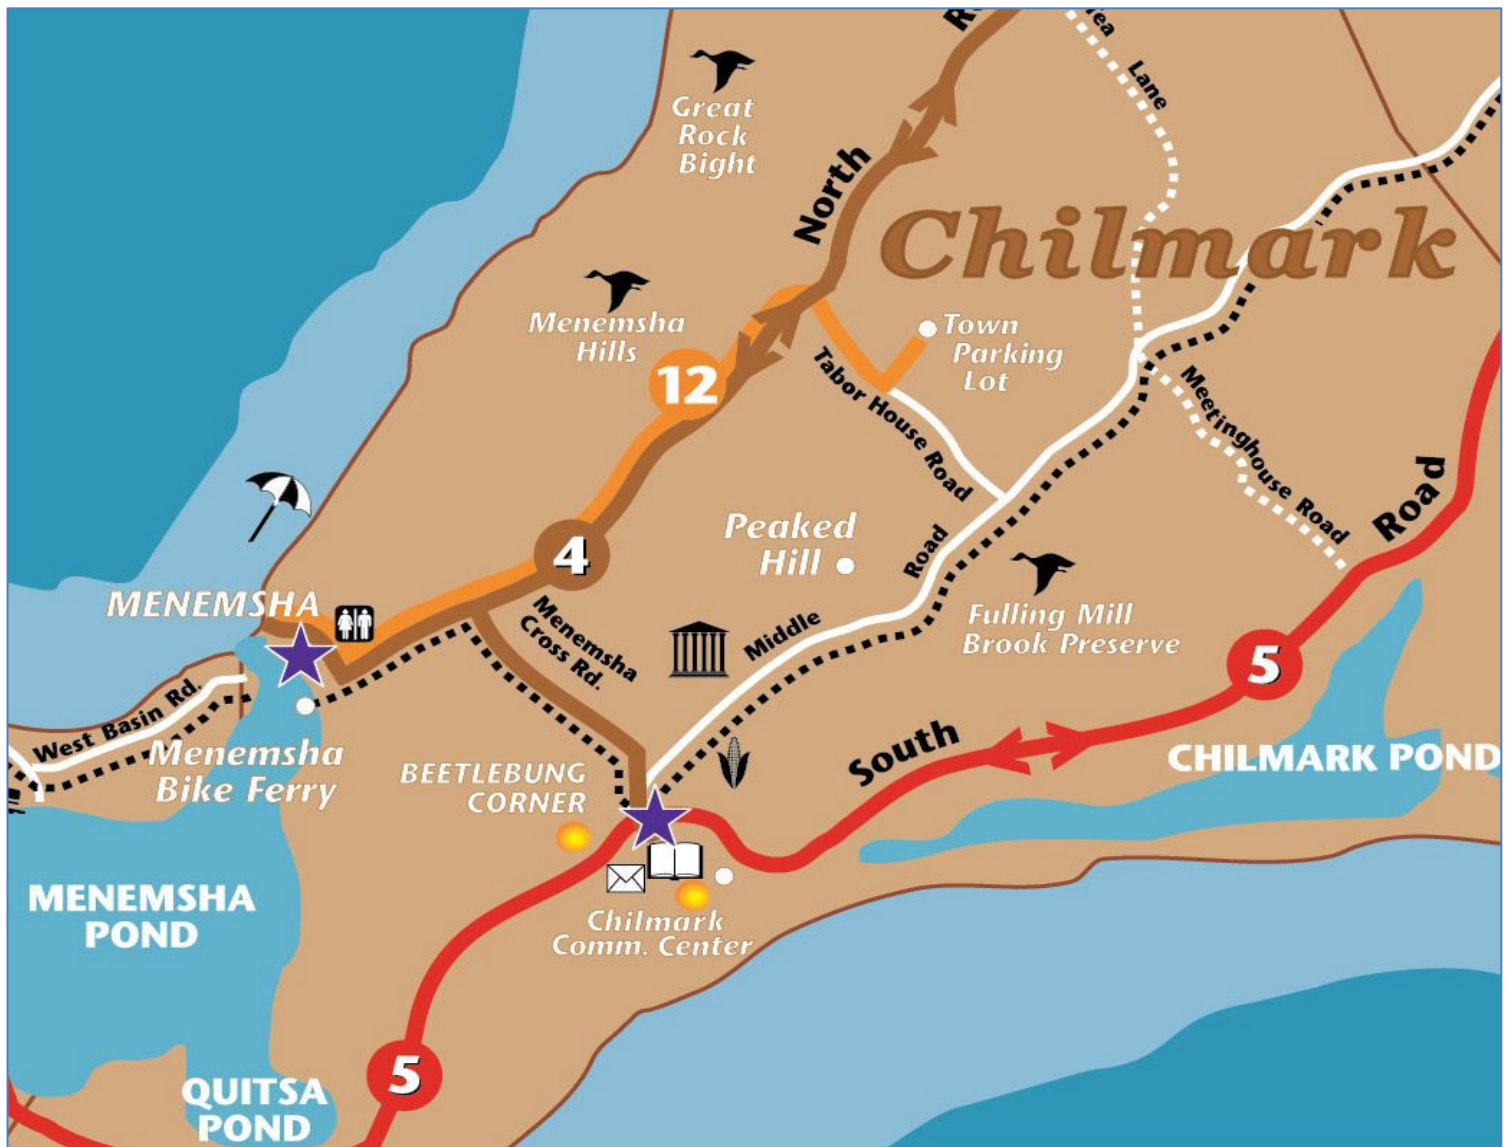 Tea
Lane
Great
Rock
Bight
North
Chilmark
Menemsha
Hills
Town
Parking
Lot
12
Tabor House Road
Meetinghouse Road
Road
Peaked
Hill
Road
4
MENEMSHA
Menemsha
Cross Rd.
Middle
Fulling Mill
Brook Preserve
5
West Basin Rd.
Menemsha
Bike Ferry
BEETLEBUNG
CORNER
South
CHILMARK POND
MENEMSHA
POND
Chilmark
Comm. Center
5
QUITSA
POND